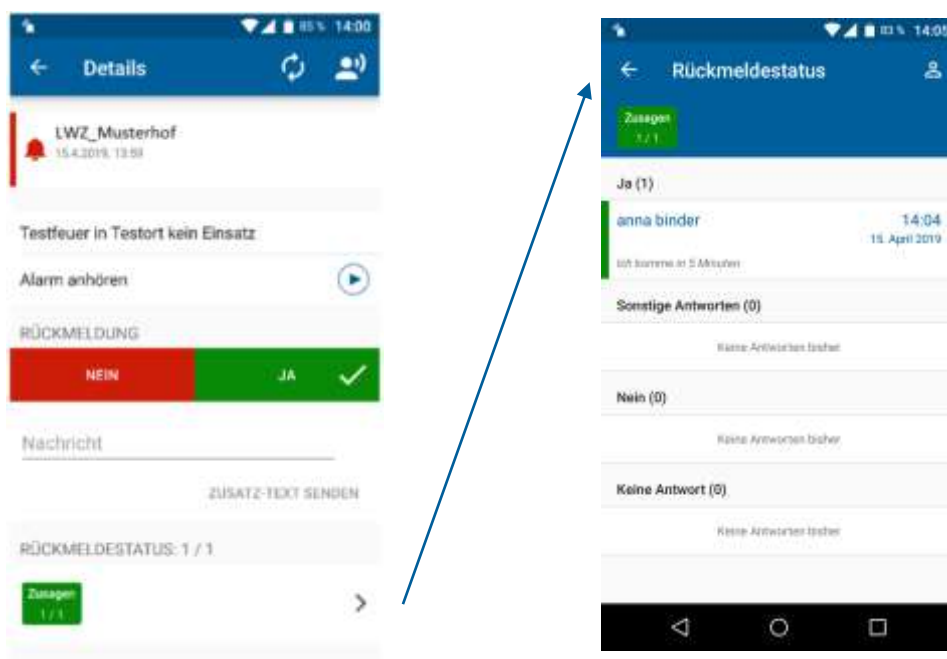 85 % 14:00
Details
LWZ_Musterhof
15.4.2019, 13:59
Testfeuer in Testort kein Einsatz
Alarm anhören
RÜCKMELDUNG
NEIN JA
Nachricht
ZUSATZ-TEXT SENDEN
RÜCKMELDESTATUS: 1 / 1
Zusagen
1 / 1
83 % 14:05
Rückmeldestatus
Zusagen
1 / 1
Ja (1)
anna binder 14:04
15. April 2019
Ich komme in 5 Minuten
Sonstige Antworten (0)
Keine Antworten bisher
Nein (0)
Keine Antworten bisher
Keine Antwort (0)
Keine Antworten bisher